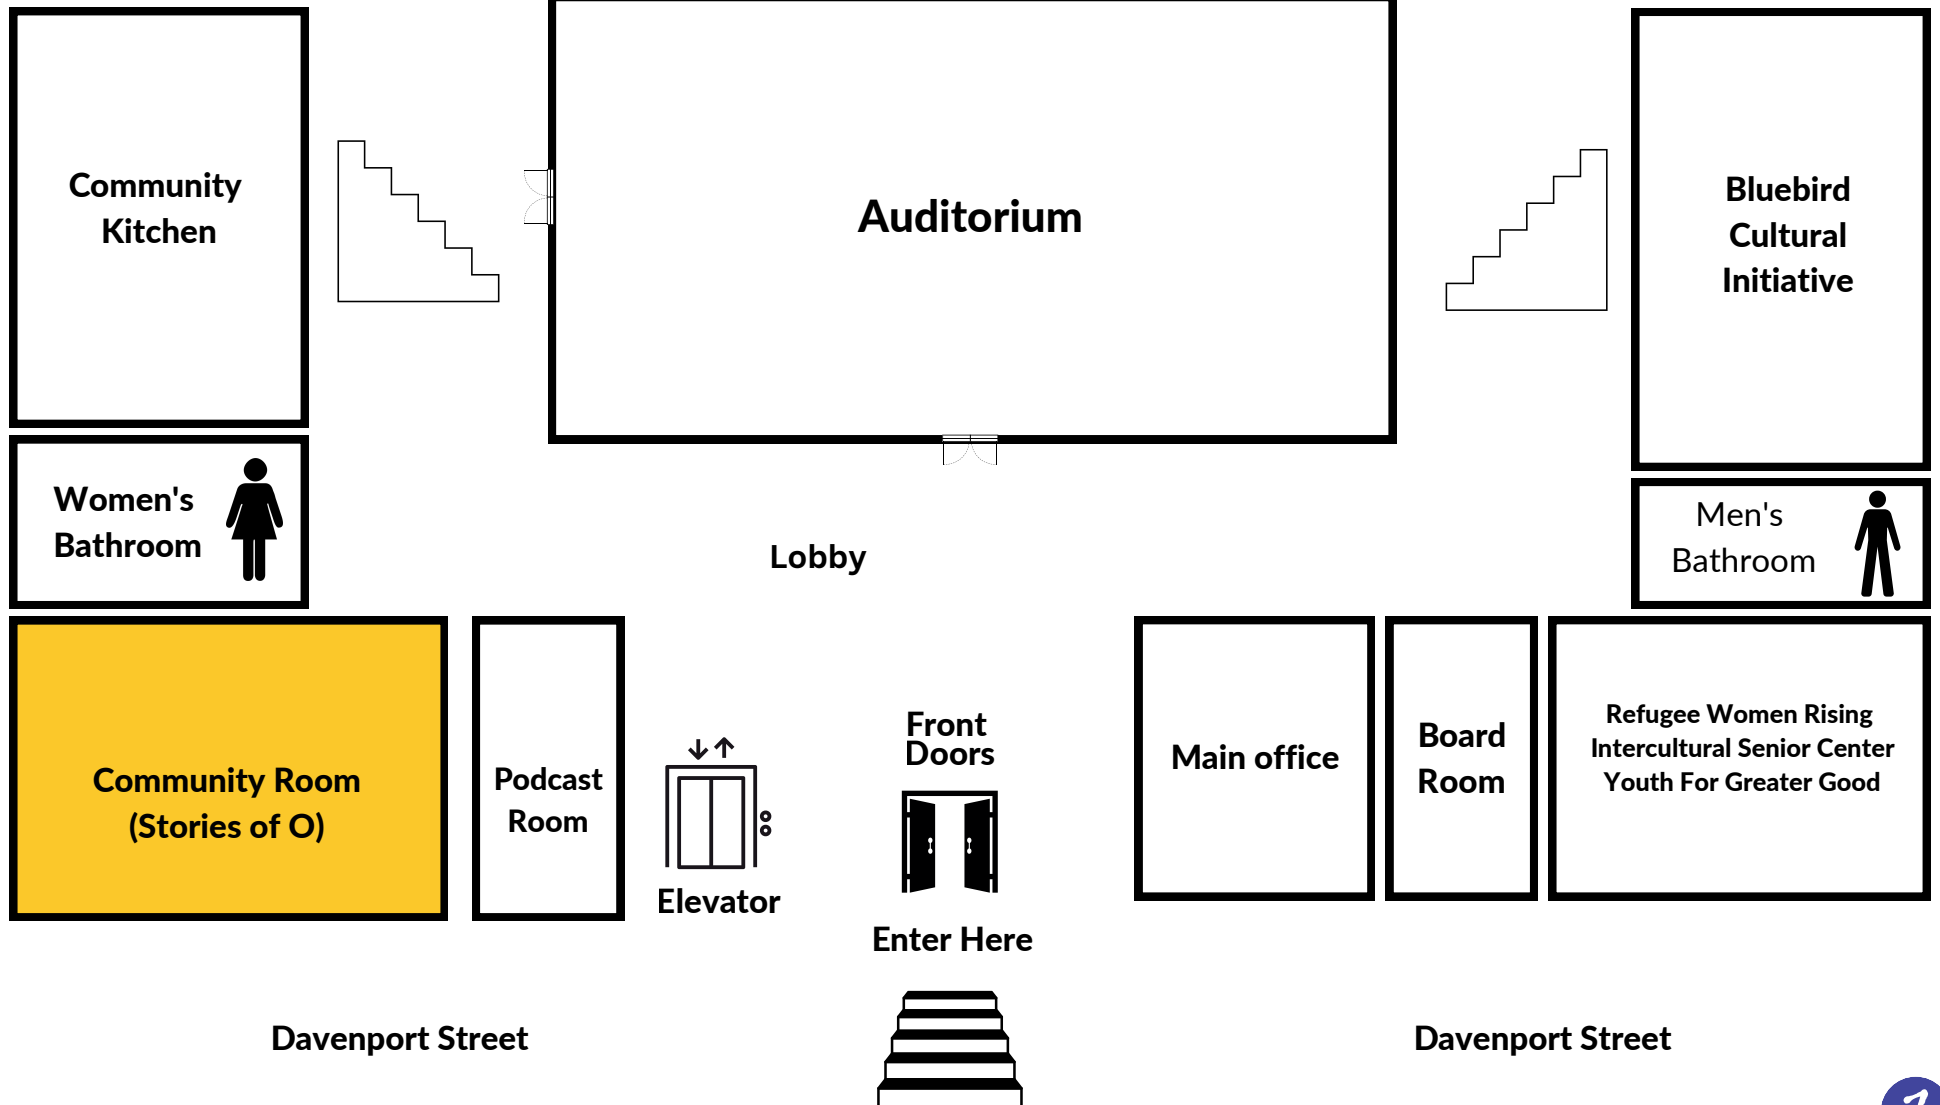 Community
Kitchen
Auditorium
Bluebird
Cultural
Initiative
Women's
Bathroom
Men's
Bathroom
Lobby
Community Room
(Stories of O)
Podcast
Room
Elevator
Front
Doors
Enter Here
Main office
Board
Room
Refugee Women Rising
Intercultural Senior Center
Youth For Greater Good
Davenport Street
Davenport Street